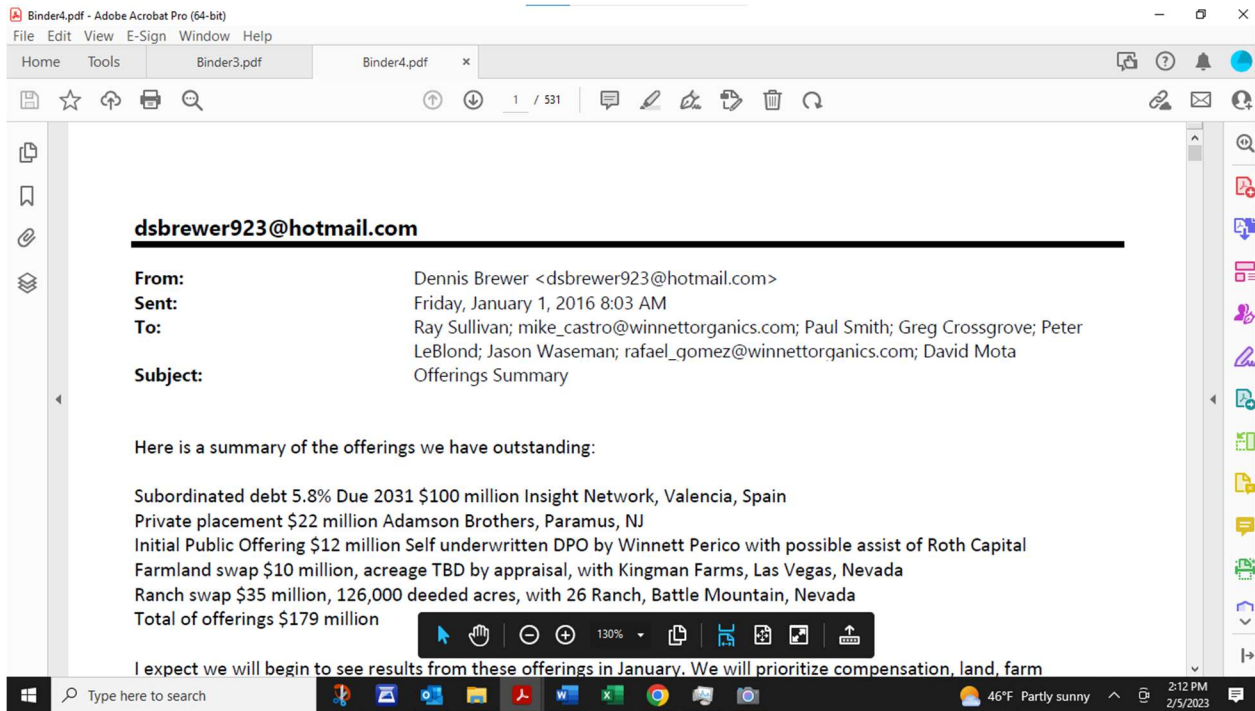 Binder4.pdf - Adobe Acrobat Pro (64-bit)
File Edit View E-Sign Window Help
Home Tools Binder3.pdf Binder4.pdf ×
1 / 531
dsbrewer923@hotmail.com
From: Dennis Brewer <dsbrewer923@hotmail.com>
Sent: Friday, January 1, 2016 8:03 AM
To: Ray Sullivan; mike_castro@winnettorganics.com; Paul Smith; Greg Crossgrove; Peter
LeBlond; Jason Waseman; rafael_gomez@winnettorganics.com; David Mota
Subject: Offerings Summary
Here is a summary of the offerings we have outstanding:
Subordinated debt 5.8% Due 2031 $100 million Insight Network, Valencia, Spain
Private placement $22 million Adamson Brothers, Paramus, NJ
Initial Public Offering $12 million Self underwritten DPO by Winnett Perico with possible assist of Roth Capital
Farmland swap $10 million, acreage TBD by appraisal, with Kingman Farms, Las Vegas, Nevada
Ranch swap $35 million, 126,000 deeded acres, with 26 Ranch, Battle Mountain, Nevada
Total of offerings $179 million
130%
I expect we will begin to see results from these offerings in January. We will prioritize compensation, land, farm
Type here to search
46°F Partly sunny
2:12 PM
2/5/2023